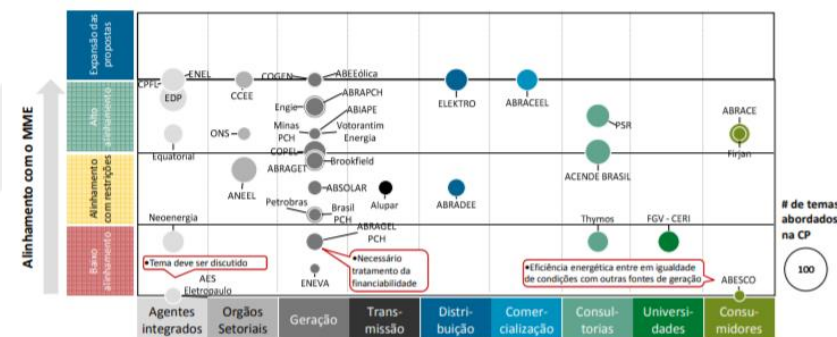 Alinhamento com o MME
Expansão das
propostas
Alto
alinhamento
Alinhamento
com restrições
Baixo
alinhamento
ENEL
CPFL
EDP
Equatorial
Neoenergia
•Tema deve ser discutido
AES
Eletropaulo
CCEE
ONS
ANEEL
COGEN
ABEEólica
ABRAPCH
Engie
ABIAPE
Minas
PCH
Votorantim
Energia
COPEL
ABRAGET
Brookfield
ABSOLAR
Petrobras
Brasil
PCH
ABRAGEL
PCH
•Necessário
tratamento da
financiabilidade
ENEVA
Alupar
ELEKTRO
ABRADEE
ABRACEEL
PSR
ACENDE BRASIL
Thymos
FGV - CERI
ABRACE
Firjan
•Eficiência energética entre em igualdade
de condições com outras fontes de geração
ABESCO
# de temas
abordados
na CP
100
Agentes
integrados
Orgãos
Setoriais
Geração
Trans-
missão
Distri-
buição
Comer-
cialização
Consul-
torias
Universi-
dades
Consu-
midores